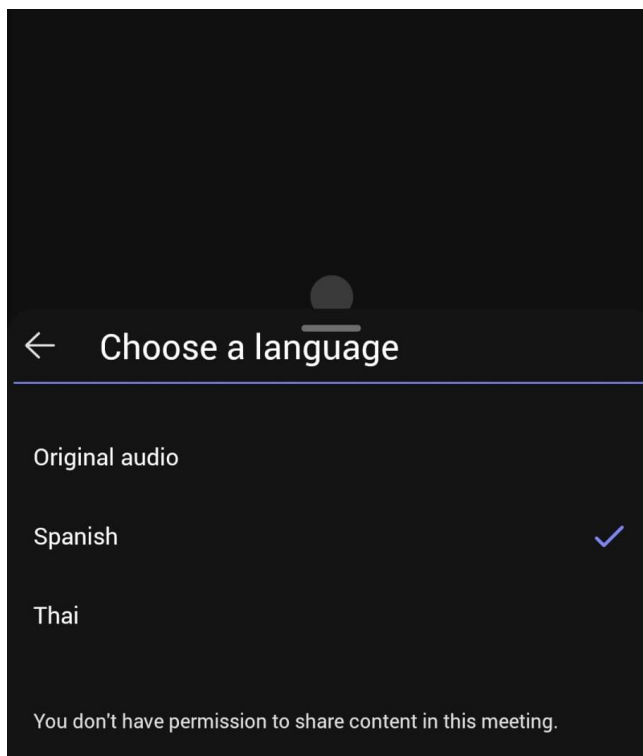 Choose a language
Original audio
Spanish
Thai
You don't have permission to share content in this meeting.